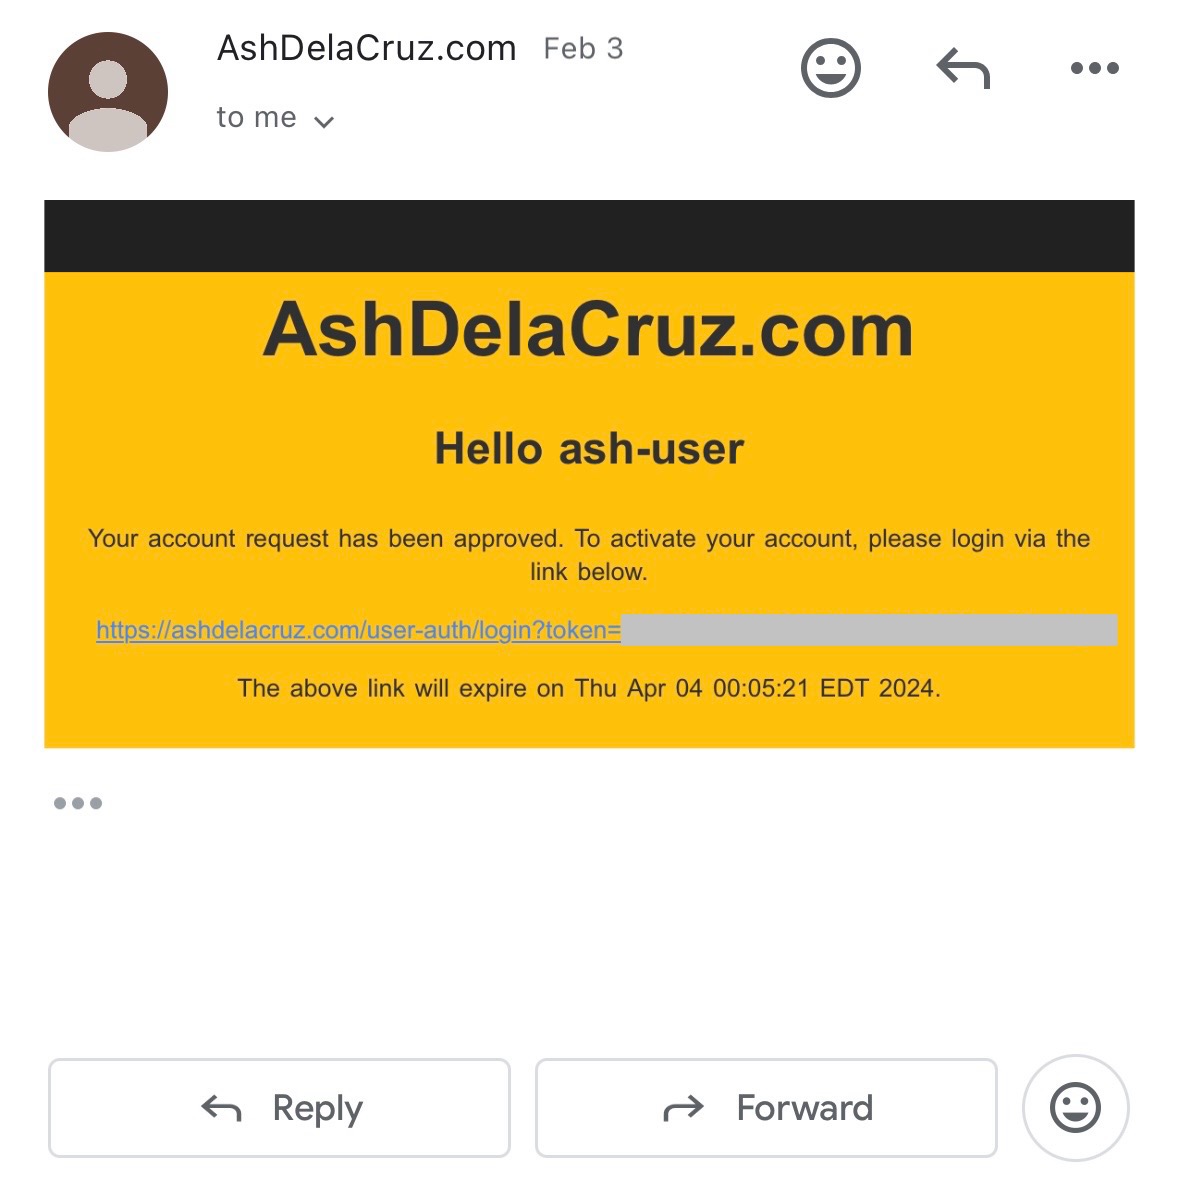 AshDelaCruz.com Feb 3
to me
AshDelaCruz.com
Hello ash-user
Your account request has been approved. To activate your account, please login via the
link below.
https://ashdelacruz.com/user-auth/login?token=
The above link will expire on Thu Apr 04 00:05:21 EDT 2024.
Reply Forward